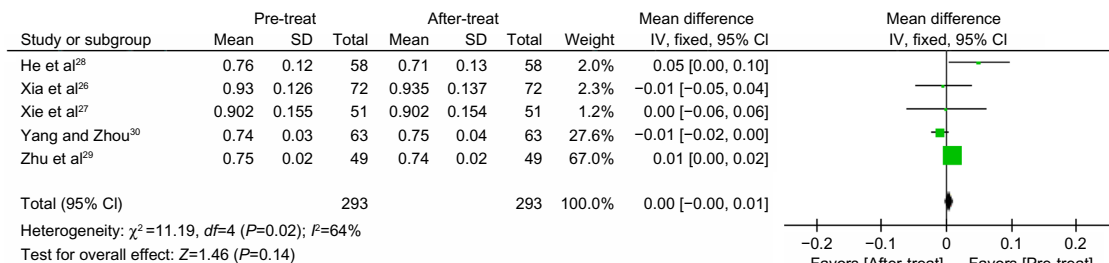 Pre-treat After-treat Mean difference Mean difference
Study or subgroup Mean SD Total Mean SD Total Weight IV, fixed, 95% CI IV, fixed, 95% CI
He et al²⁸ 0.76 0.12 58 0.71 0.13 58 2.0% 0.05 [0.00, 0.10]
Xia et al²⁶ 0.93 0.126 72 0.935 0.137 72 2.3% −0.01 [−0.05, 0.04]
Xie et al²⁷ 0.902 0.155 51 0.902 0.154 51 1.2% 0.00 [−0.06, 0.06]
Yang and Zhou³⁰ 0.74 0.03 63 0.75 0.04 63 27.6% −0.01 [−0.02, 0.00]
Zhu et al²⁹ 0.75 0.02 49 0.74 0.02 49 67.0% 0.01 [0.00, 0.02]
Total (95% CI) 293 293 100.0% 0.00 [−0.00, 0.01]
Heterogeneity: χ²=11.19, df=4 (P=0.02); I²=64%
Test for overall effect: Z=1.46 (P=0.14)
−0.2 −0.1 0 0.1 0.2
Favors [After-treat] Favors [Pre-treat]